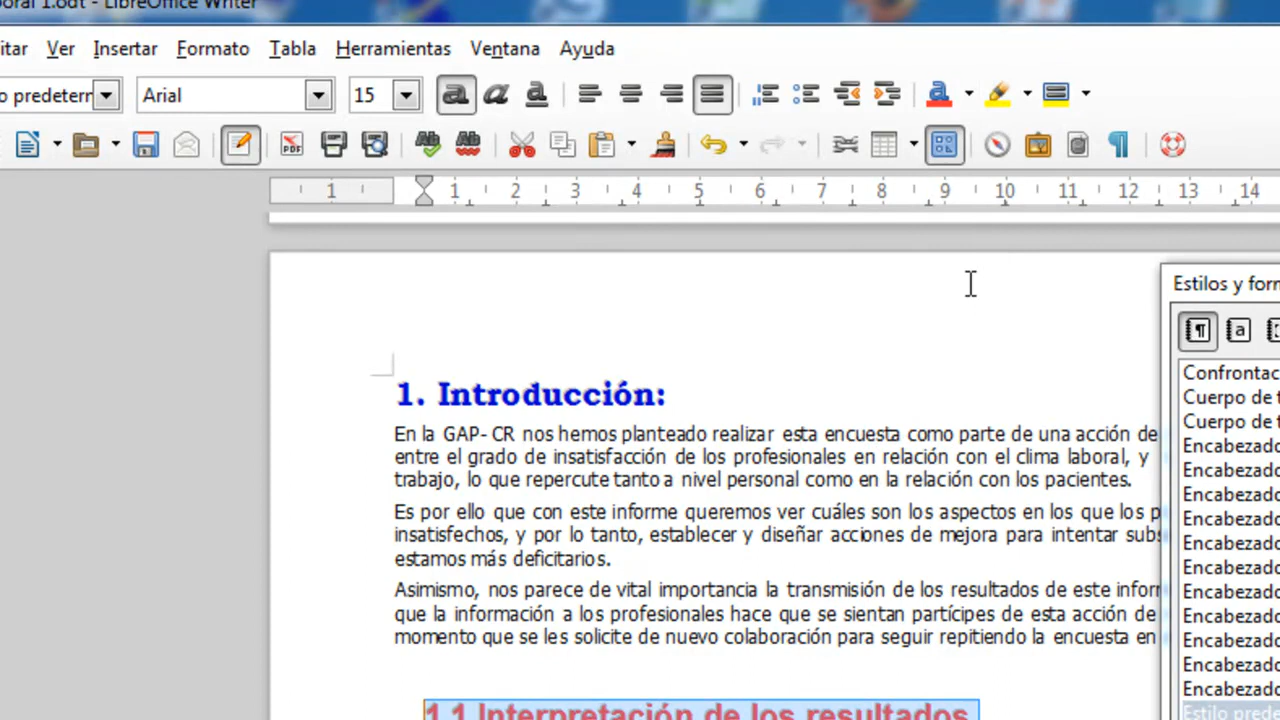 oral 1.odt - LibreOffice Writer
itar Ver Insertar Formato Tabla Herramientas Ventana Ayuda
o predetern Arial 15
1 1 2 3 4 5 6 7 8 9 10 11 12 13 14
Estilos y forn
Confrontac
Cuerpo de t
Cuerpo de t
Encabezado
Encabezado
Encabezado
Encabezado
Encabezado
Encabezado
Encabezado
Encabezado
Encabezado
Encabezado
Encabezado
Estilo prede
1. Introducción:
En la GAP- CR nos hemos planteado realizar esta encuesta como parte de una acción de
entre el grado de insatisfacción de los profesionales en relación con el clima laboral, y
trabajo, lo que repercute tanto a nivel personal como en la relación con los pacientes.
Es por ello que con este informe queremos ver cuáles son los aspectos en los que los p
insatisfechos, y por lo tanto, establecer y diseñar acciones de mejora para intentar subs
estamos más deficitarios.
Asimismo, nos parece de vital importancia la transmisión de los resultados de este inforr
que la información a los profesionales hace que se sientan partícipes de esta acción de
momento que se les solicite de nuevo colaboración para seguir repitiendo la encuesta en
1.1 Interpretación de los resultados